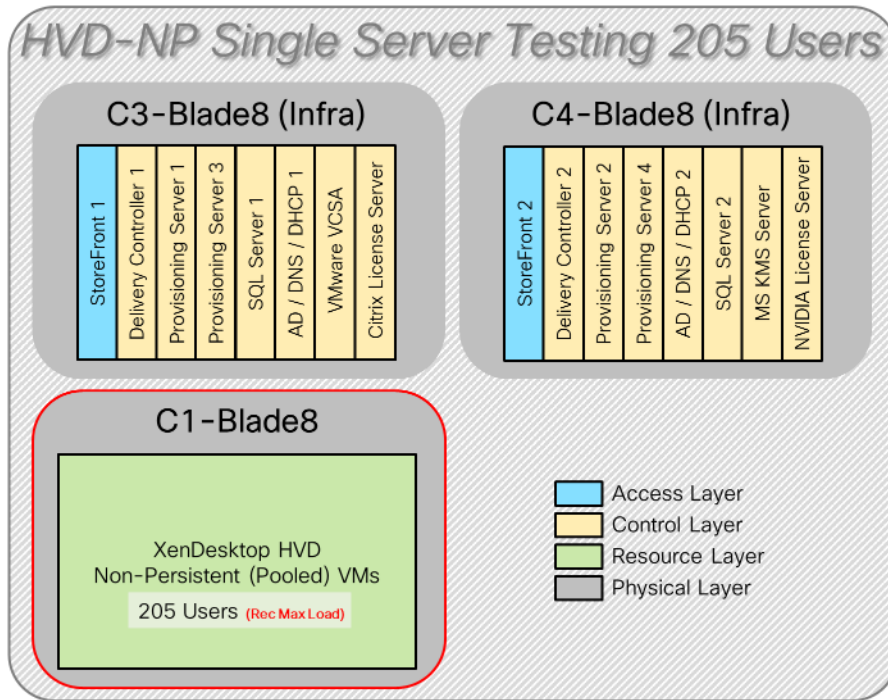 HVD-NP Single Server Testing 205 Users
C3-Blade8 (Infra)
StoreFront 1
Delivery Controller 1
Provisioning Server 1
Provisioning Server 3
SQL Server 1
AD / DNS / DHCP 1
VMware VCSA
Citrix License Server
C4-Blade8 (Infra)
StoreFront 2
Delivery Controller 2
Provisioning Server 2
Provisioning Server 4
AD / DNS / DHCP 2
SQL Server 2
MS KMS Server
NVIDIA License Server
C1-Blade8
XenDesktop HVD
Non-Persistent (Pooled) VMs
205 Users (Rec Max Load)
Access Layer
Control Layer
Resource Layer
Physical Layer